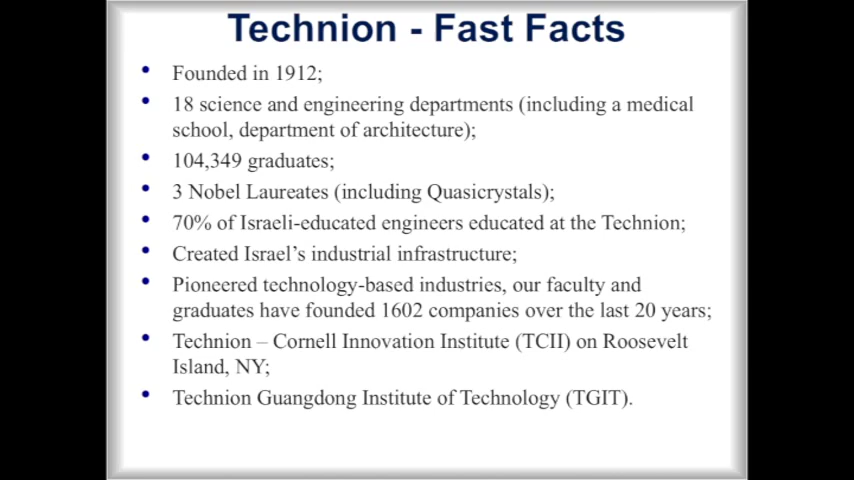 Technion - Fast Facts
• Founded in 1912;
• 18 science and engineering departments (including a medical
school, department of architecture);
• 104,349 graduates;
• 3 Nobel Laureates (including Quasicrystals);
• 70% of Israeli-educated engineers educated at the Technion;
• Created Israel’s industrial infrastructure;
• Pioneered technology-based industries, our faculty and
graduates have founded 1602 companies over the last 20 years;
• Technion – Cornell Innovation Institute (TCII) on Roosevelt
Island, NY;
• Technion Guangdong Institute of Technology (TGIT).